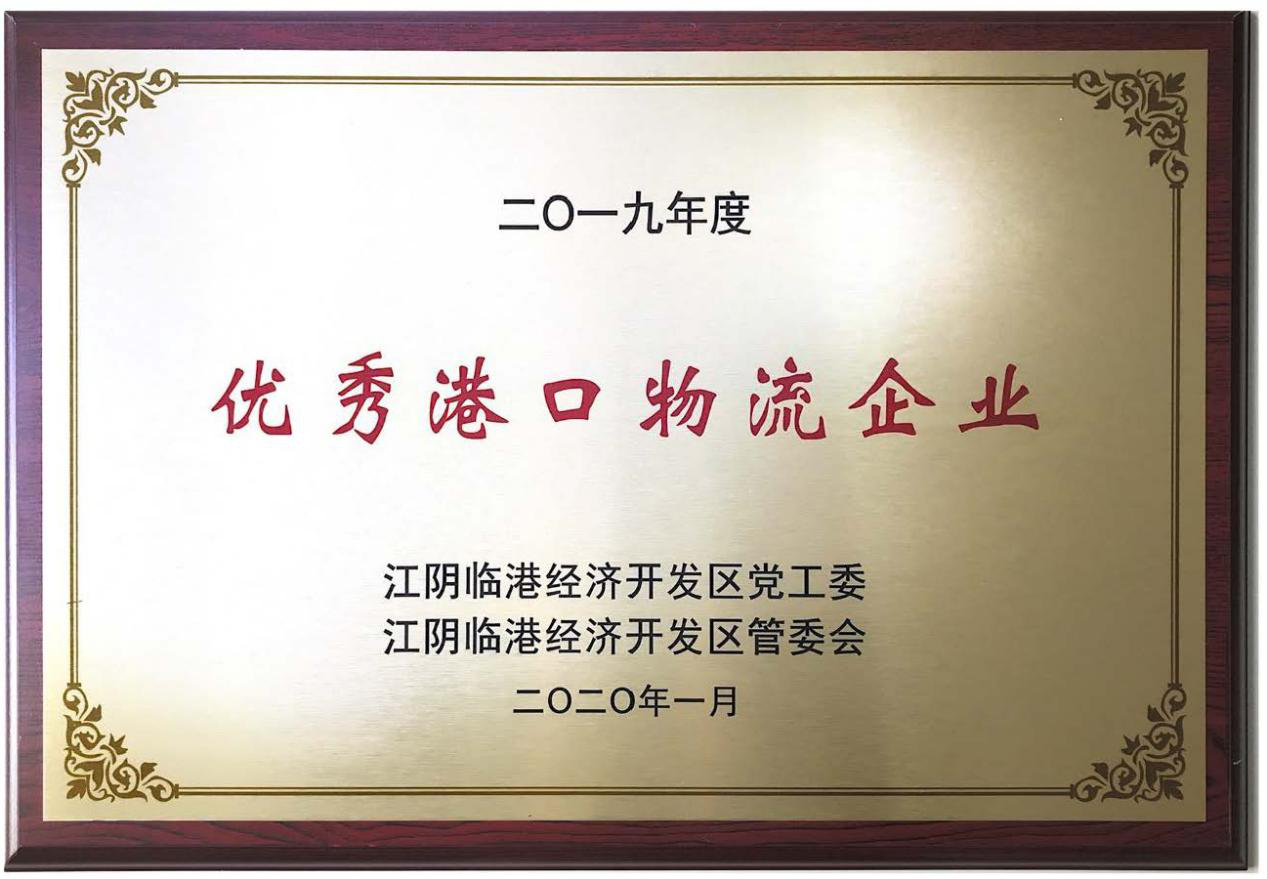 二〇一九年度
优秀港口物流企业
江阴临港经济开发区党工委
江阴临港经济开发区管委会
二〇二〇年一月